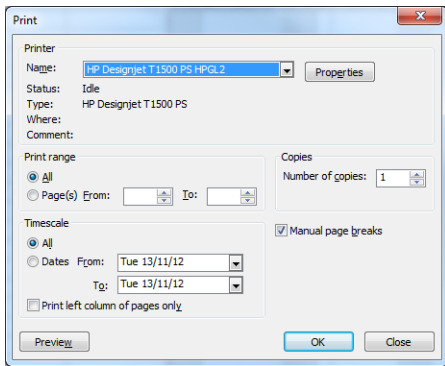 Print
Printer
Name: HP Designjet T1500 PS HPGL2 Properties
Status: Idle
Type: HP Designjet T1500 PS
Where:
Comment:
Print range
All
Page(s) From: To:
Copies
Number of copies: 1
Timescale
All
Dates From: Tue 13/11/12
To: Tue 13/11/12
Print left column of pages only
Manual page breaks
Preview OK Close